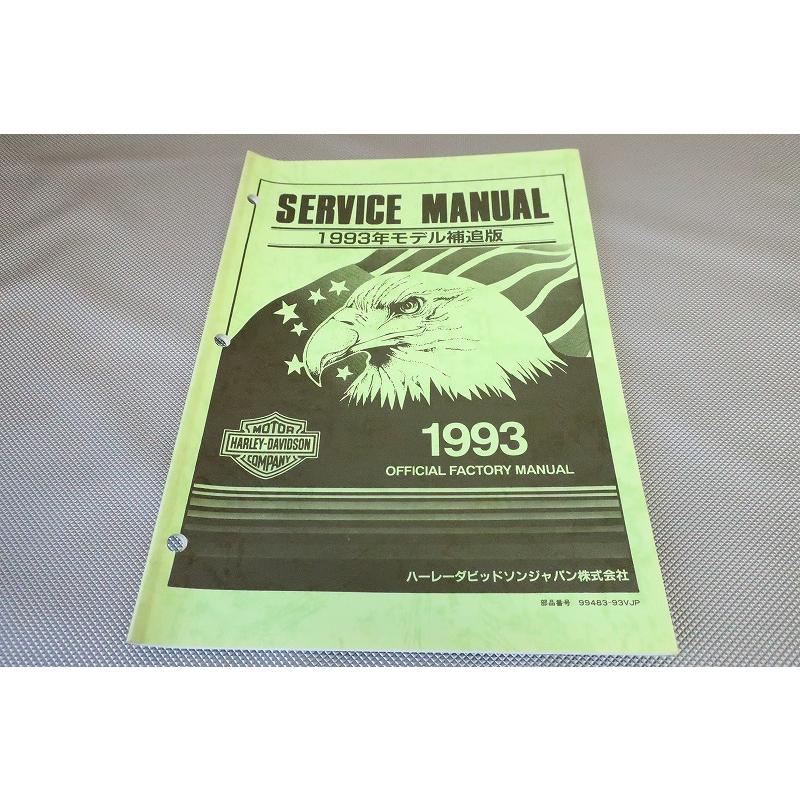 SERVICE MANUAL
1993年モデル補追版
MOTOR
HARLEY-DAVIDSON
COMPANY
1993
OFFICIAL FACTORY MANUAL
ハーレーダビッドソンジャパン株式会社
部品番号 99483-93VJP